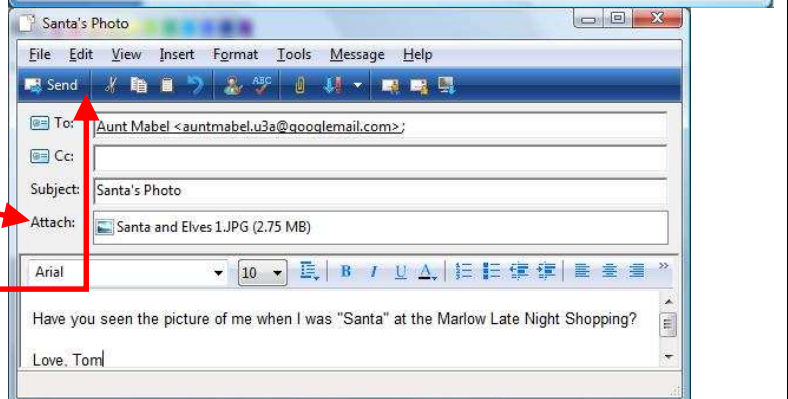 Santa's Photo
File Edit View Insert Format Tools Message Help
Send ABC
To: Aunt Mabel <auntmabel.u3a@googlemail.com>;
Cc:
Subject: Santa's Photo
Attach: Santa and Elves 1.JPG (2.75 MB)
Arial 10 B I U A
Have you seen the picture of me when I was "Santa" at the Marlow Late Night Shopping?
Love, Tom